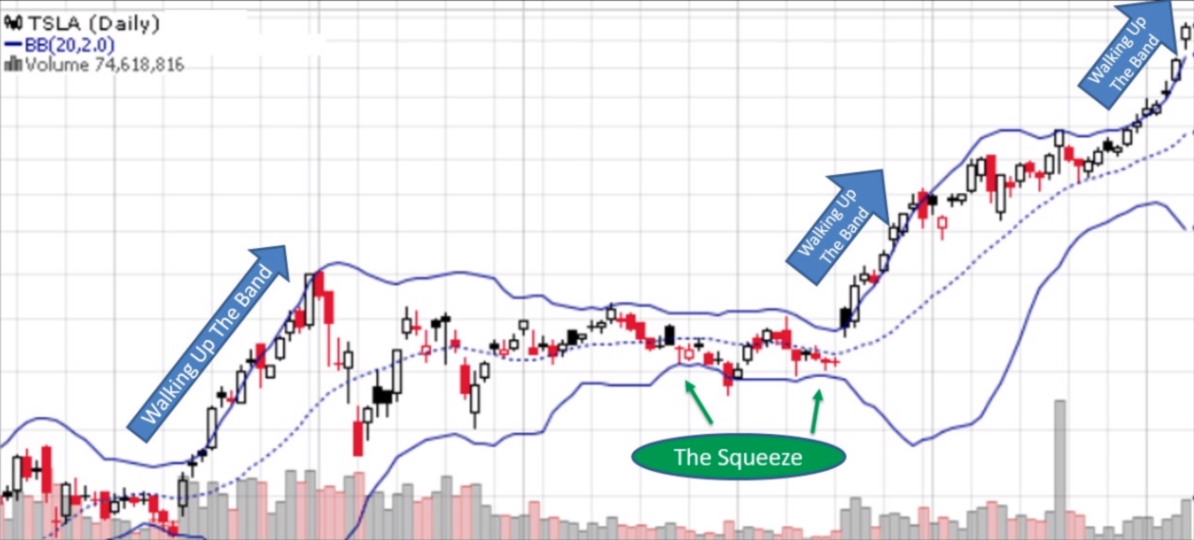 TSLA (Daily)
BB(20,2.0)
Volume 74,618,816
Walking Up The Band
The Squeeze
Walking Up
The Band
Walking Up
The Band